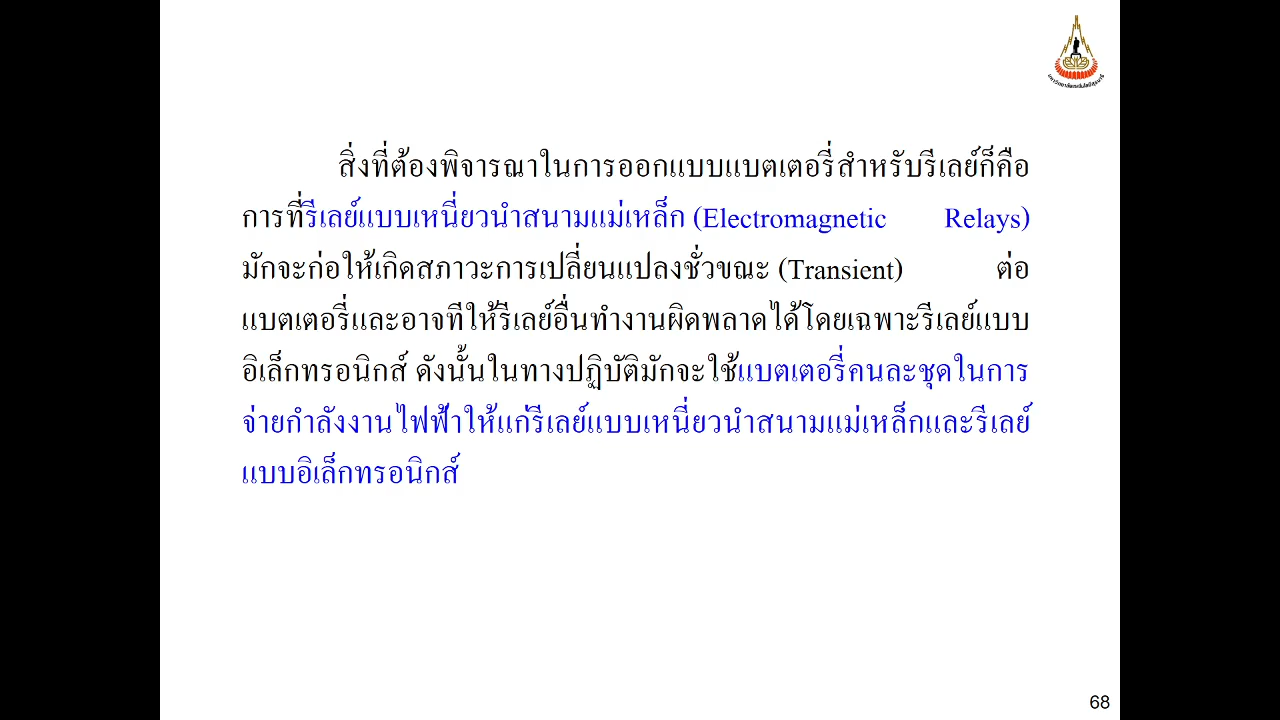 สิ่งที่ต้องพิจารณาในการออกแบบแบตเตอรี่สำหรับรีเลย์ก็คือ
การที่รีเลย์แบบเหนี่ยวนำสนามแม่เหล็ก (Electromagnetic Relays)
มักจะก่อให้เกิดสภาวะการเปลี่ยนแปลงชั่วขณะ (Transient) ต่อ
แบตเตอรี่และอาจทีให้รีเลย์อื่นทำงานผิดพลาดได้โดยเฉพาะรีเลย์แบบ
อิเล็กทรอนิกส์ ดังนั้นในทางปฏิบัติมักจะใช้แบตเตอรี่คนละชุดในการ
จ่ายกำลังงานไฟฟ้าให้แก่รีเลย์แบบเหนี่ยวนำสนามแม่เหล็กและรีเลย์
แบบอิเล็กทรอนิกส์
68